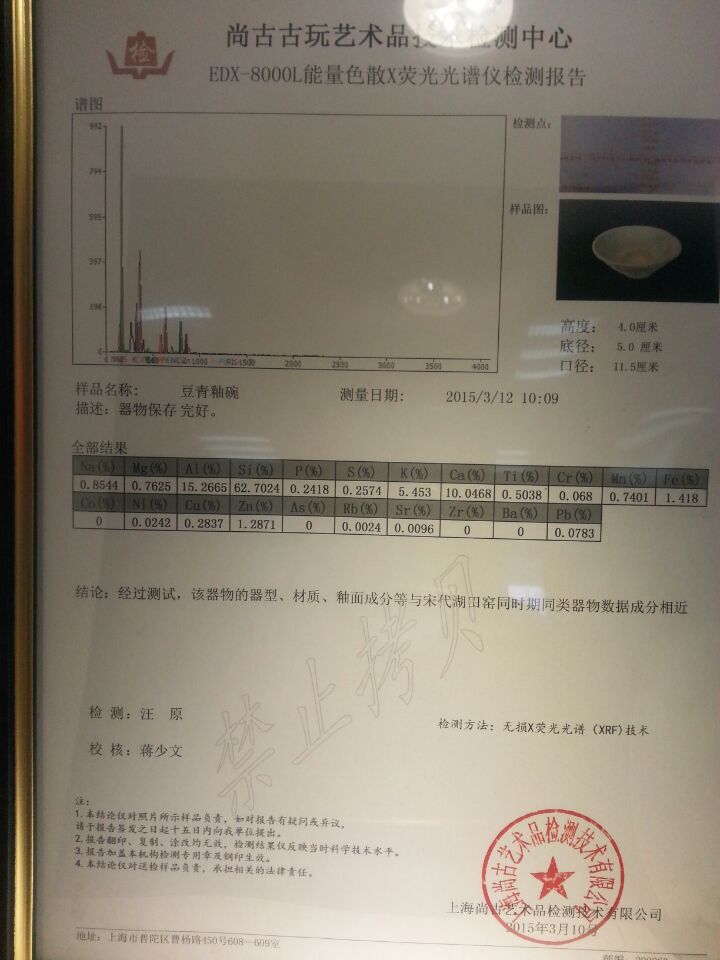 检
尚古古玩艺术品技术检测中心
EDX-8000L能量色散X荧光光谱仪检测报告
谱图
检测点:
992
794
595
397
198
0
1000
1500
2000
2500
3000
3500
4000
样品图:
高度: 4.0厘米
底径: 5.0 厘米
口径: 11.5厘米
样品名称: 豆青釉碗
测量日期: 2015/3/12 10:09
描述: 器物保存 完好。
全部结果
Na(%) Mg(%) Al(%) Si(%) P(%) S(%) K(%) Ca(%) Ti(%) Cr(%) Mn(%) Fe(%)
0.8544 0.7625 15.2665 62.7024 0.2418 0.2574 5.453 10.0468 0.5038 0.068 0.7401 1.418
Co(%) Ni(%) Cu(%) Zn(%) As(%) Rb(%) Sr(%) Zr(%) Ba(%) Pb(%)
0 0.0242 0.2837 1.2871 0 0.0024 0.0096 0 0 0.0783
结论: 经过测试, 该器物的器型、材质、釉面成分等与宋代湖田窑同时期同类器物数据成分相近
禁止拷贝
检 测: 汪 原
检测方法: 无损X荧光光谱 (XRF)技术
校 核: 蒋少文
注:
1.本结论仅对照片所示样品负责, 如对报告有疑问或异议,
请于报告签发之日起十五日内向我单位提出。
2.报告翻印、复制、涂改均无效, 检测结果仅反映当时科学技术水平。
3.报告加盖本机构检测专用章及钢印生效。
4.本结论仅对送检样品负责, 承担相关的法律责任。
上海尚古艺术品检测技术有限公司
上海尚古艺术品检测技术有限公司
2015年3月10号
地址: 上海市普陀区曹杨路450号608-609室